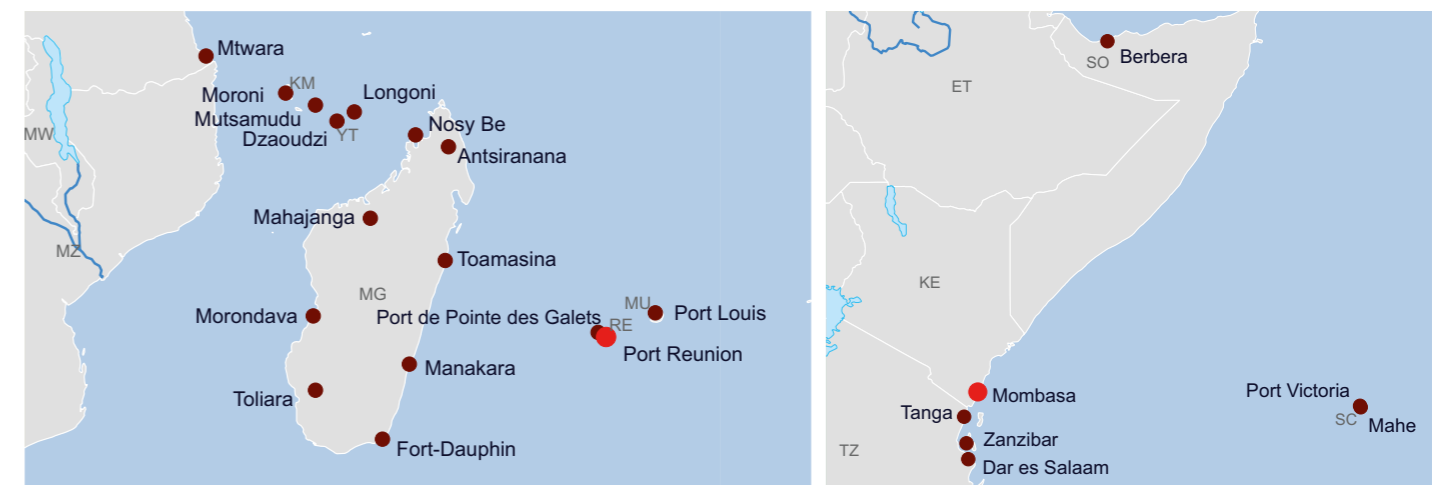 Mtwara
KM
Moroni
Longoni
Mutsamudu
Nosy Be
MW
YT
Dzaoudzi
Antsiranana
Mahajanga
MZ
Toamasina
MG
MU
Morondava
Port de Pointe des Galets
Port Louis
RE
Port Reunion
Manakara
Toliara
Fort-Dauphin
SO
Berbera
ET
KE
Mombasa
Port Victoria
Tanga
SC
Mahe
Zanzibar
TZ
Dar es Salaam